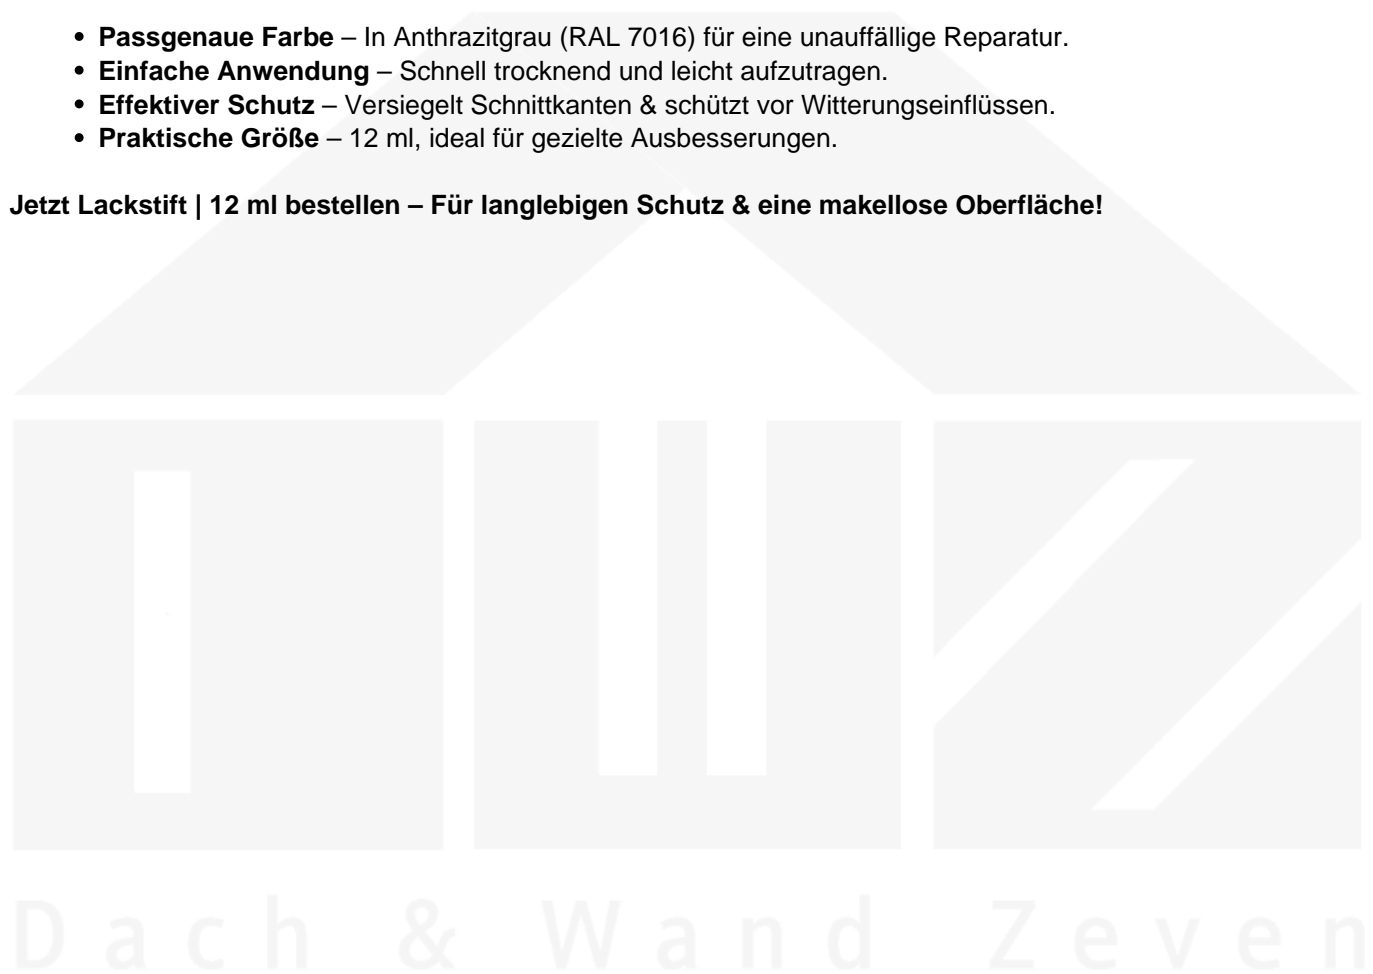 • Passgenaue Farbe – In Anthrazitgrau (RAL 7016) für eine unauffällige Reparatur.
• Einfache Anwendung – Schnell trocknend und leicht aufzutragen.
• Effektiver Schutz – Versiegelt Schnittkanten & schützt vor Witterungseinflüssen.
• Praktische Größe – 12 ml, ideal für gezielte Ausbesserungen.
Jetzt Lackstift | 12 ml bestellen – Für langlebigen Schutz & eine makellose Oberfläche!
Dach & Wand Zeven